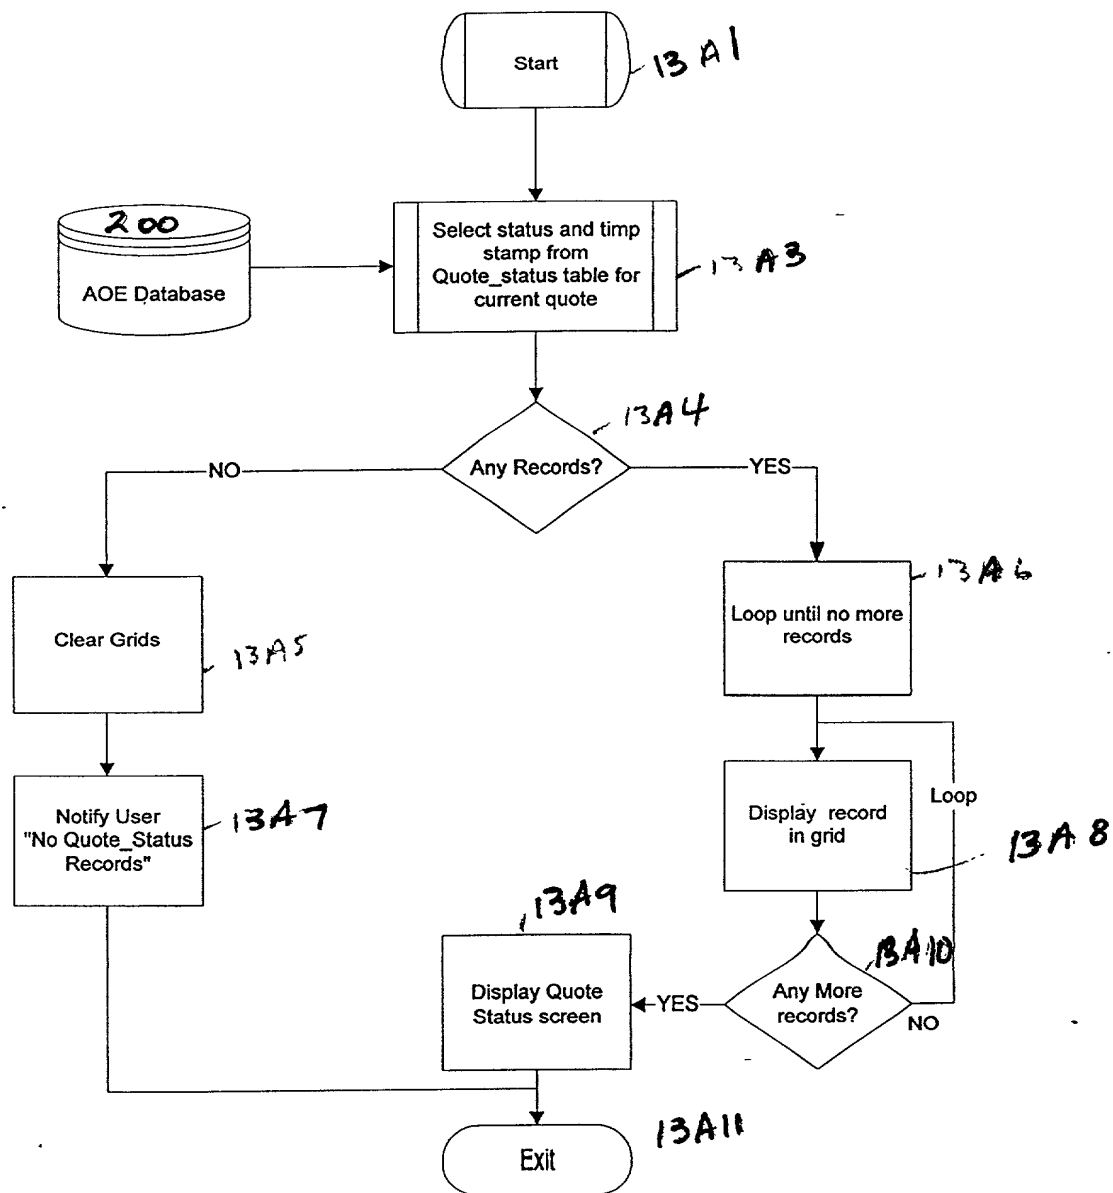 Start
13A1
200
AOE Database
Select status and timp
stamp from
Quote_status table for
current quote
13A3
13A4
Any Records?
NO
YES
13A6
Loop until no more
records
Clear Grids
13A5
Notify User
"No Quote_Status
Records"
13A7
Display record
in grid
Loop
13A8
13A9
Display Quote
Status screen
YES
13A10
Any More
records?
NO
13A11
Exit